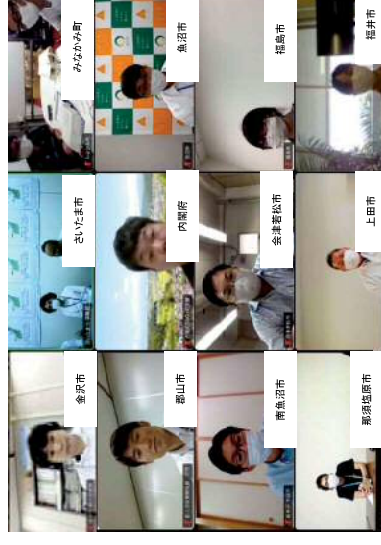 金沢市
さいたま市
みなかみ町
郡山市
内閣府
魚沼市
南魚沼市
会津若松市
福島市
那須塩原市
上田市
福井市